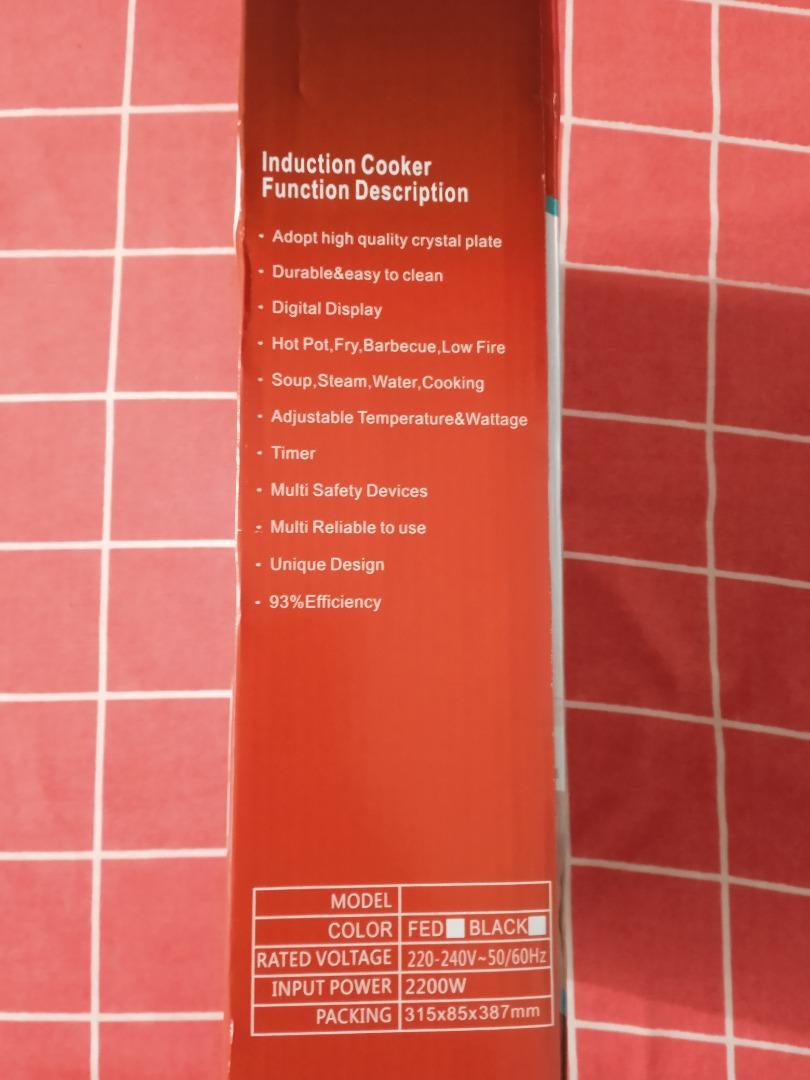 Induction Cooker
Function Description
· Adopt high quality crystal plate
· Durable&easy to clean
· Digital Display
· Hot Pot,Fry,Barbecue,Low Fire
· Soup,Steam,Water,Cooking
· Adjustable Temperature&Wattage
· Timer
· Multi Safety Devices
· Multi Reliable to use
· Unique Design
· 93%Efficiency
MODEL
COLOR FED BLACK
RATED VOLTAGE 220-240V~50/60Hz
INPUT POWER 2200W
PACKING 315x85x387mm